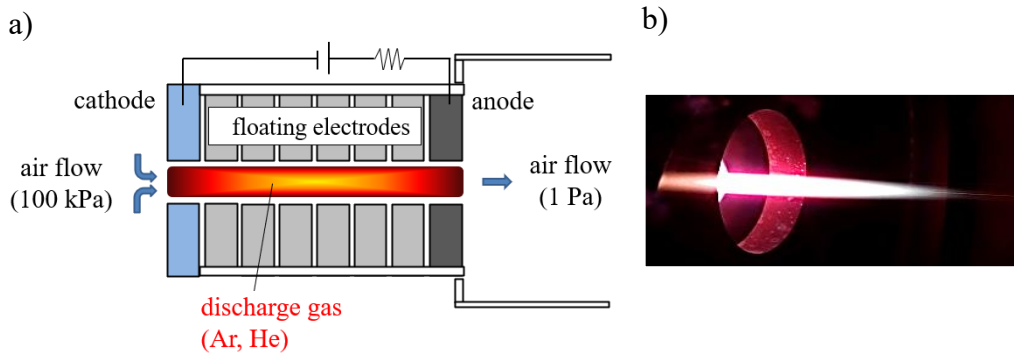 a)
b)
cathode
anode
floating electrodes
air flow
(100 kPa)
air flow
(1 Pa)
discharge gas
(Ar, He)